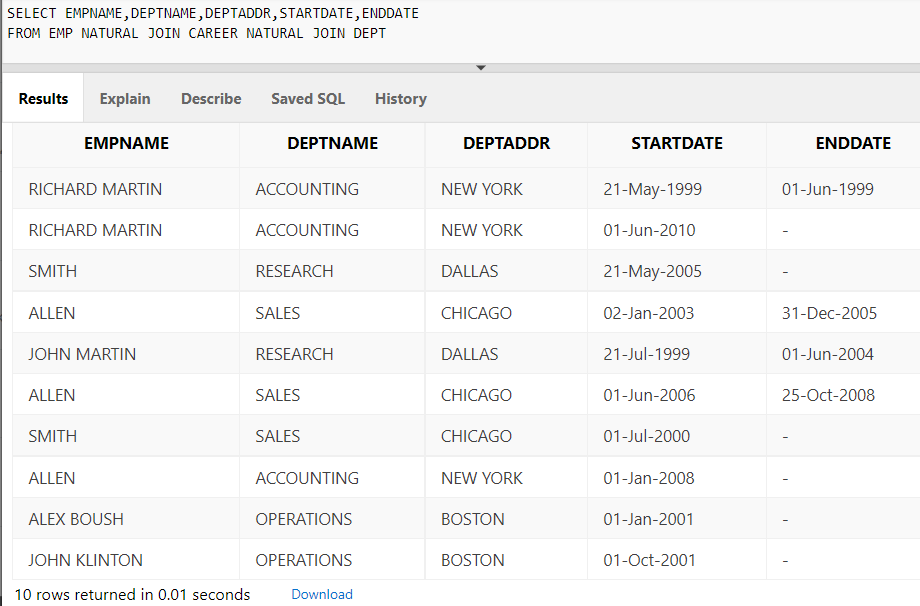 SELECT EMPNAME,DEPTNAME,DEPTADDR,STARTDATE,ENDDATE
FROM EMP NATURAL JOIN CAREER NATURAL JOIN DEPT
Results Explain Describe Saved SQL History
EMPNAME DEPTNAME DEPTADDR STARTDATE ENDDATE
RICHARD MARTIN ACCOUNTING NEW YORK 21-May-1999 01-Jun-1999
RICHARD MARTIN ACCOUNTING NEW YORK 01-Jun-2010 -
SMITH RESEARCH DALLAS 21-May-2005 -
ALLEN SALES CHICAGO 02-Jan-2003 31-Dec-2005
JOHN MARTIN RESEARCH DALLAS 21-Jul-1999 01-Jun-2004
ALLEN SALES CHICAGO 01-Jun-2006 25-Oct-2008
SMITH SALES CHICAGO 01-Jul-2000 -
ALLEN ACCOUNTING NEW YORK 01-Jan-2008 -
ALEX BOUSH OPERATIONS BOSTON 01-Jan-2001 -
JOHN KLINTON OPERATIONS BOSTON 01-Oct-2001 -
10 rows returned in 0.01 seconds Download